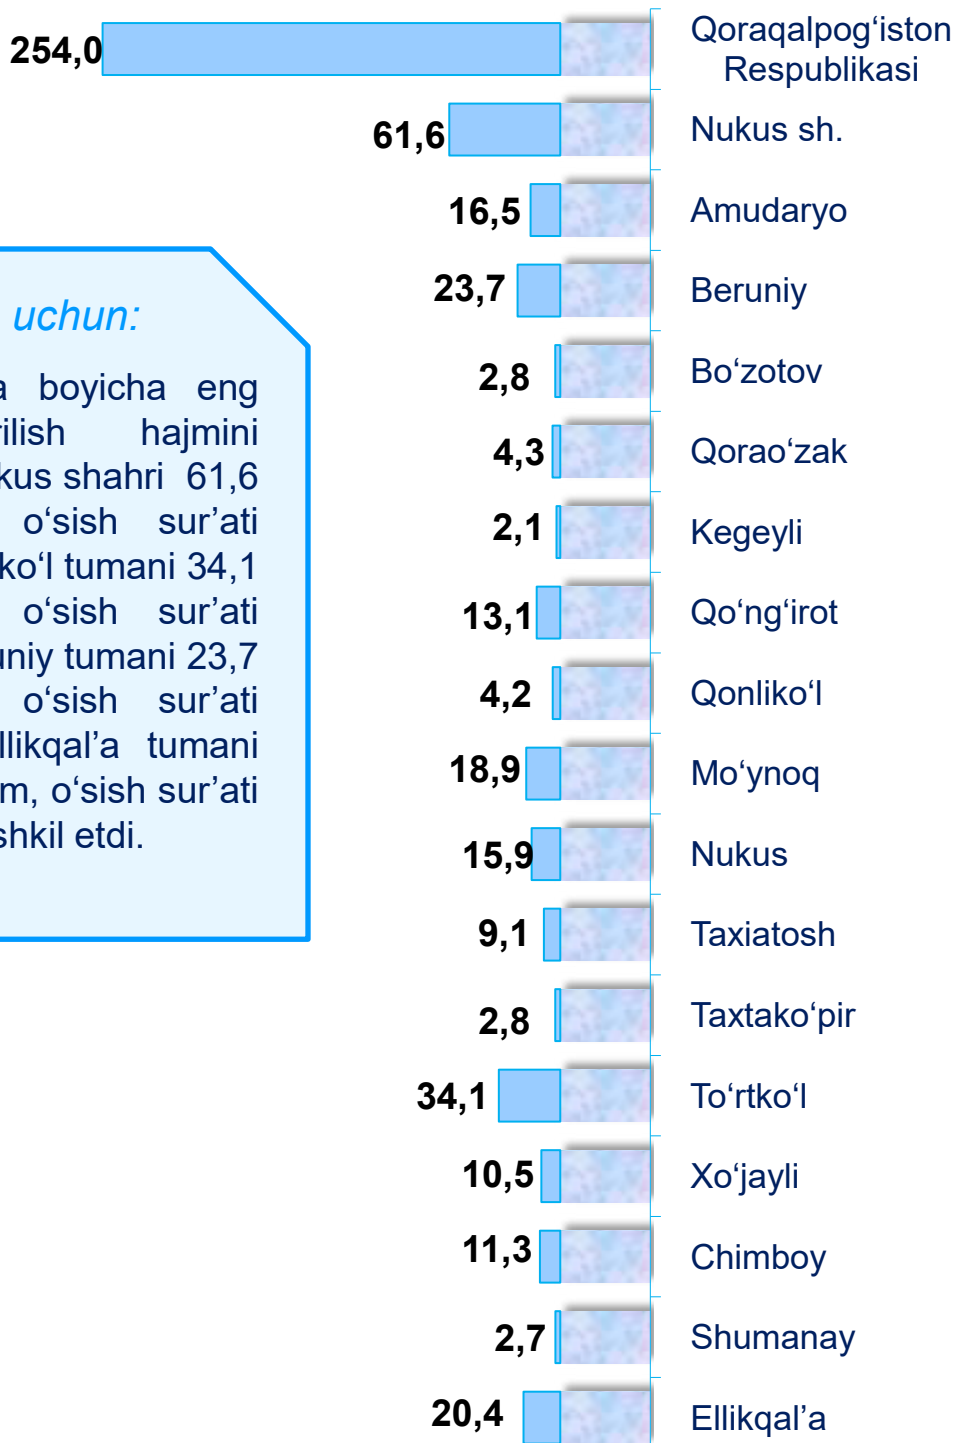 254,0 Qoraqalpog‘iston
Respublikasi
61,6 Nukus sh.
16,5 Amudaryo
23,7 Beruniy
2,8 Bo‘zotov
4,3 Qorao‘zak
2,1 Kegeyli
13,1 Qo‘ng‘irot
4,2 Qonliko‘l
18,9 Mo‘ynoq
15,9 Nukus
9,1 Taxiatosh
2,8 Taxtako‘pir
34,1 To‘rtko‘l
10,5 Xo‘jayli
11,3 Chimboy
2,7 Shumanay
20,4 Ellikqal’a
uchun:
boyicha eng
hajmini
shahri 61,6
o‘sish sur’ati
tumani 34,1
o‘sish sur’ati
tumani 23,7
o‘sish sur’ati
tumani
o‘sish sur’ati
etdi.